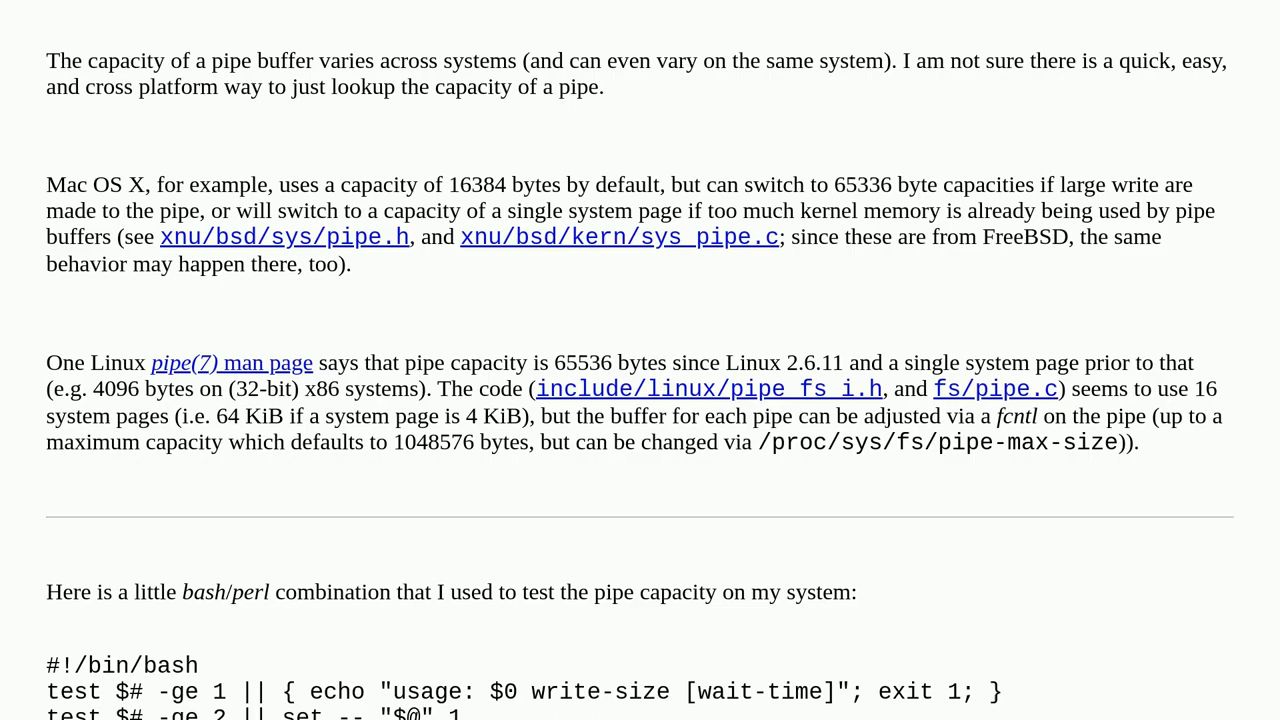 The capacity of a pipe buffer varies across systems (and can even vary on the same system). I am not sure there is a quick, easy,
and cross platform way to just lookup the capacity of a pipe.
Mac OS X, for example, uses a capacity of 16384 bytes by default, but can switch to 65336 byte capacities if large write are
made to the pipe, or will switch to a capacity of a single system page if too much kernel memory is already being used by pipe
buffers (see xnu/bsd/sys/pipe.h, and xnu/bsd/kern/sys_pipe.c; since these are from FreeBSD, the same
behavior may happen there, too).
One Linux pipe(7) man page says that pipe capacity is 65536 bytes since Linux 2.6.11 and a single system page prior to that
(e.g. 4096 bytes on (32-bit) x86 systems). The code (include/linux/pipe_fs_i.h, and fs/pipe.c) seems to use 16
system pages (i.e. 64 KiB if a system page is 4 KiB), but the buffer for each pipe can be adjusted via a fcntl on the pipe (up to a
maximum capacity which defaults to 1048576 bytes, but can be changed via /proc/sys/fs/pipe-max-size)).
Here is a little bash/perl combination that I used to test the pipe capacity on my system:
#!/bin/bash
test $# -ge 1 || { echo "usage: $0 write-size [wait-time]"; exit 1; }
test $# -ge 2 || set -- "$@" 1